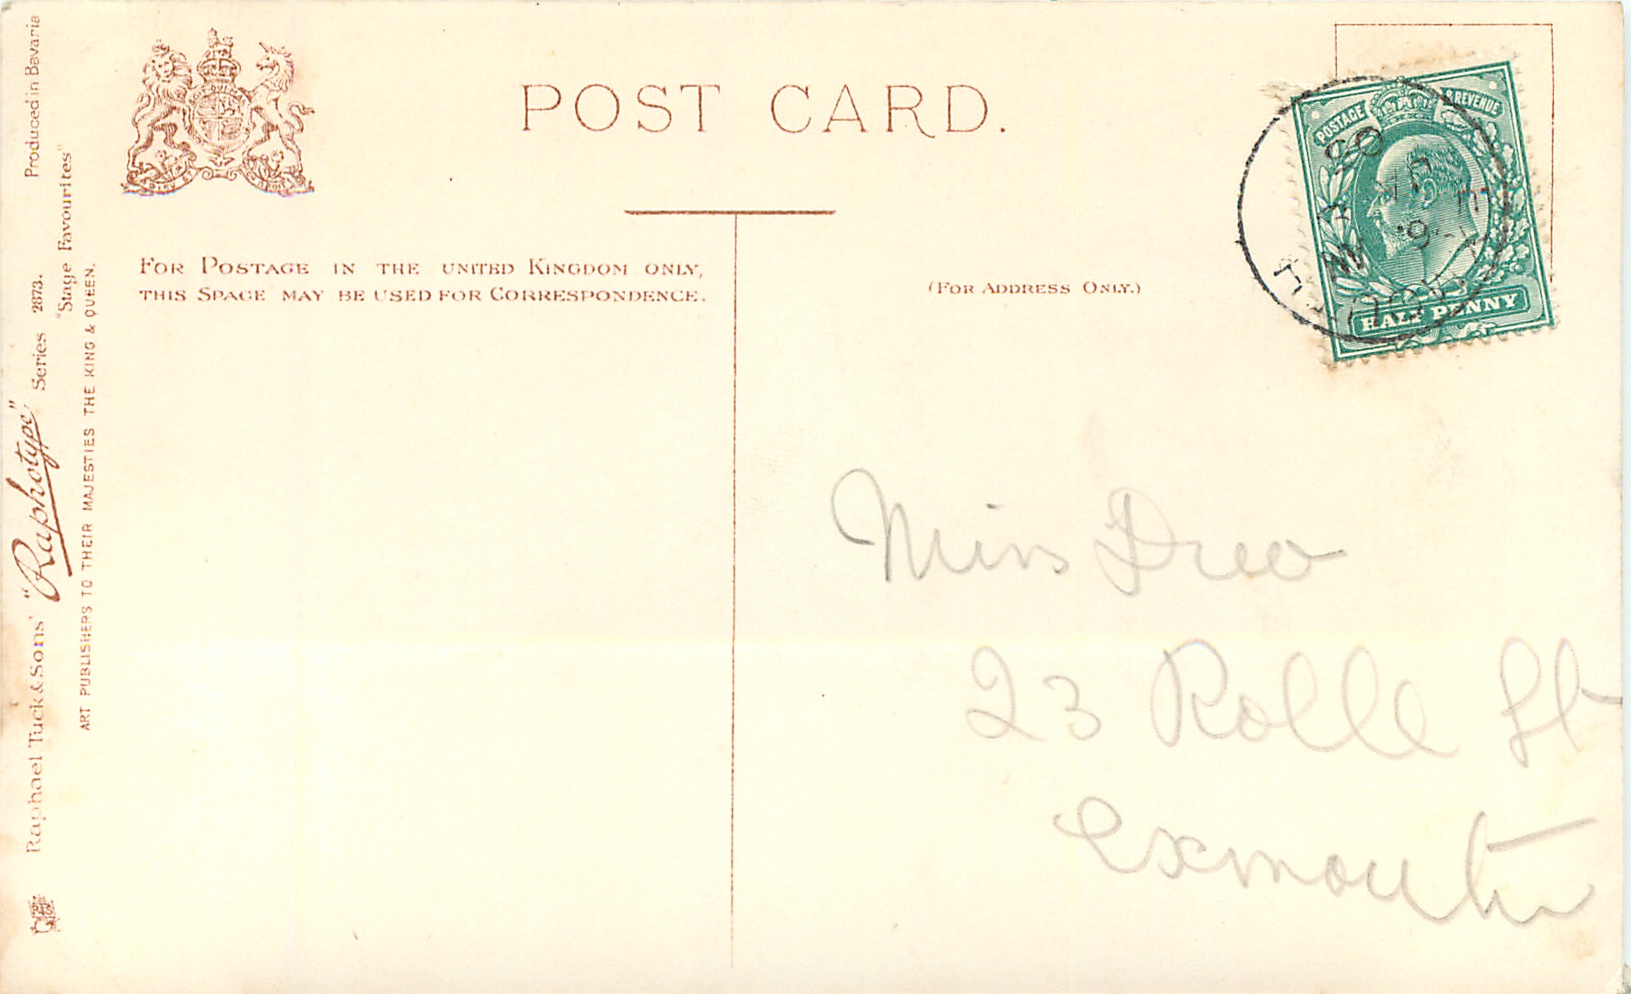 POST CARD.
FOR POSTAGE IN THE UNITED KINGDOM ONLY,
THIS SPACE MAY BE USED FOR CORRESPONDENCE.
(FOR ADDRESS ONLY.)
POSTAGE & REVENUE
HALF PENNY
Miss Drew
23 Rolle St
Exmouth
Raphael Tuck & Sons' "Raphotype" Series 2873. Produced in Bavaria
"Stage Favourites"
ART PUBLISHERS TO THEIR MAJESTIES THE KING & QUEEN.